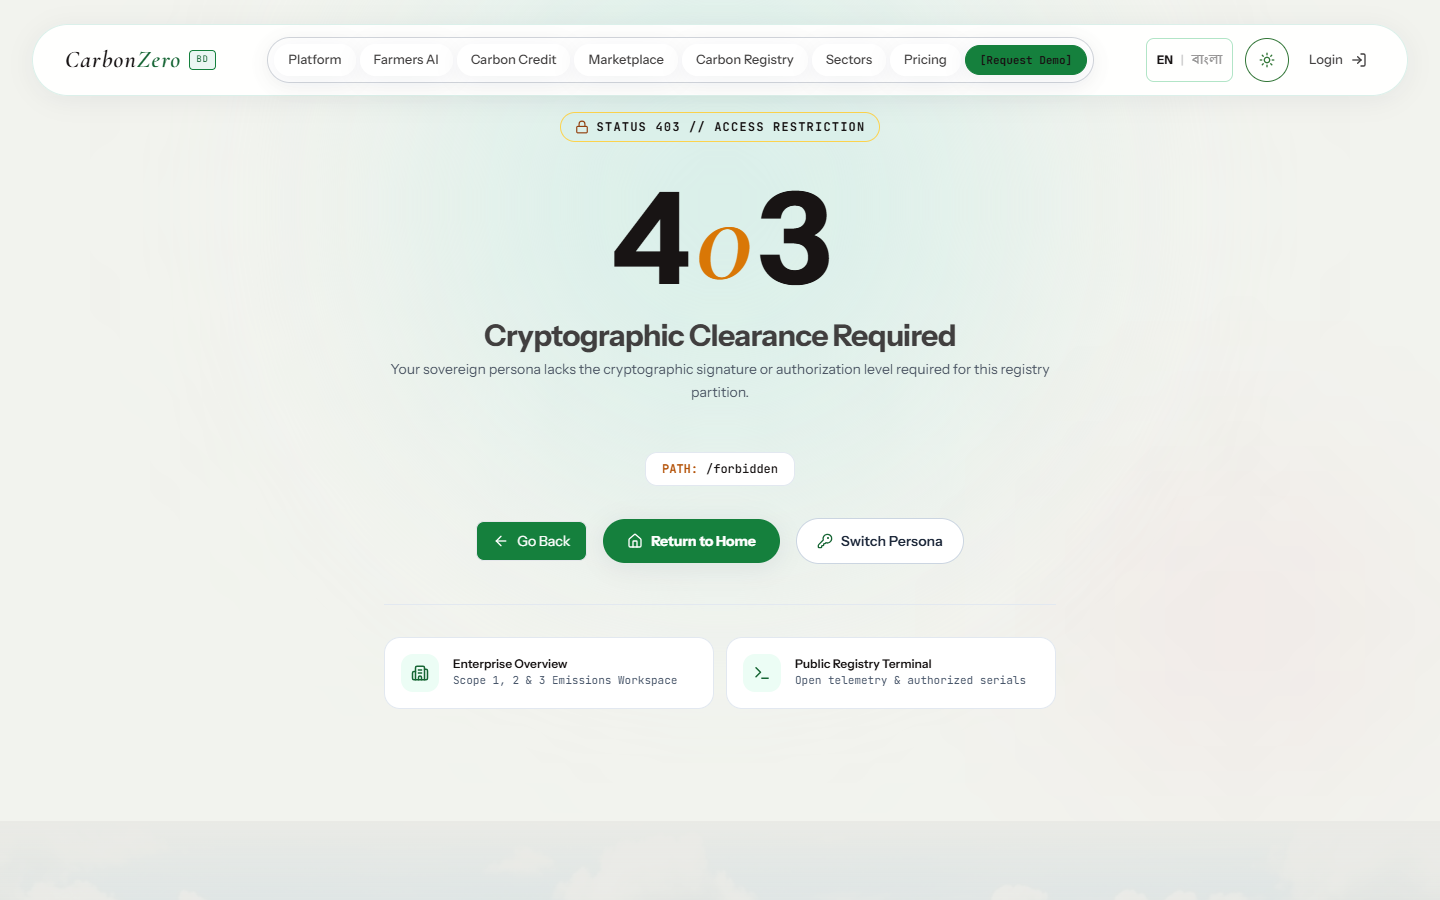 CarbonZero BD
Platform
Farmers AI
Carbon Credit
Marketplace
Carbon Registry
Sectors
Pricing
[Request Demo]
EN | বাংলা
Login
STATUS 403 // ACCESS RESTRICTION
403
Cryptographic Clearance Required
Your sovereign persona lacks the cryptographic signature or authorization level required for this registry
partition.
PATH: /forbidden
Go Back
Return to Home
Switch Persona
Enterprise Overview
Scope 1, 2 & 3 Emissions Workspace
Public Registry Terminal
Open telemetry & authorized serials